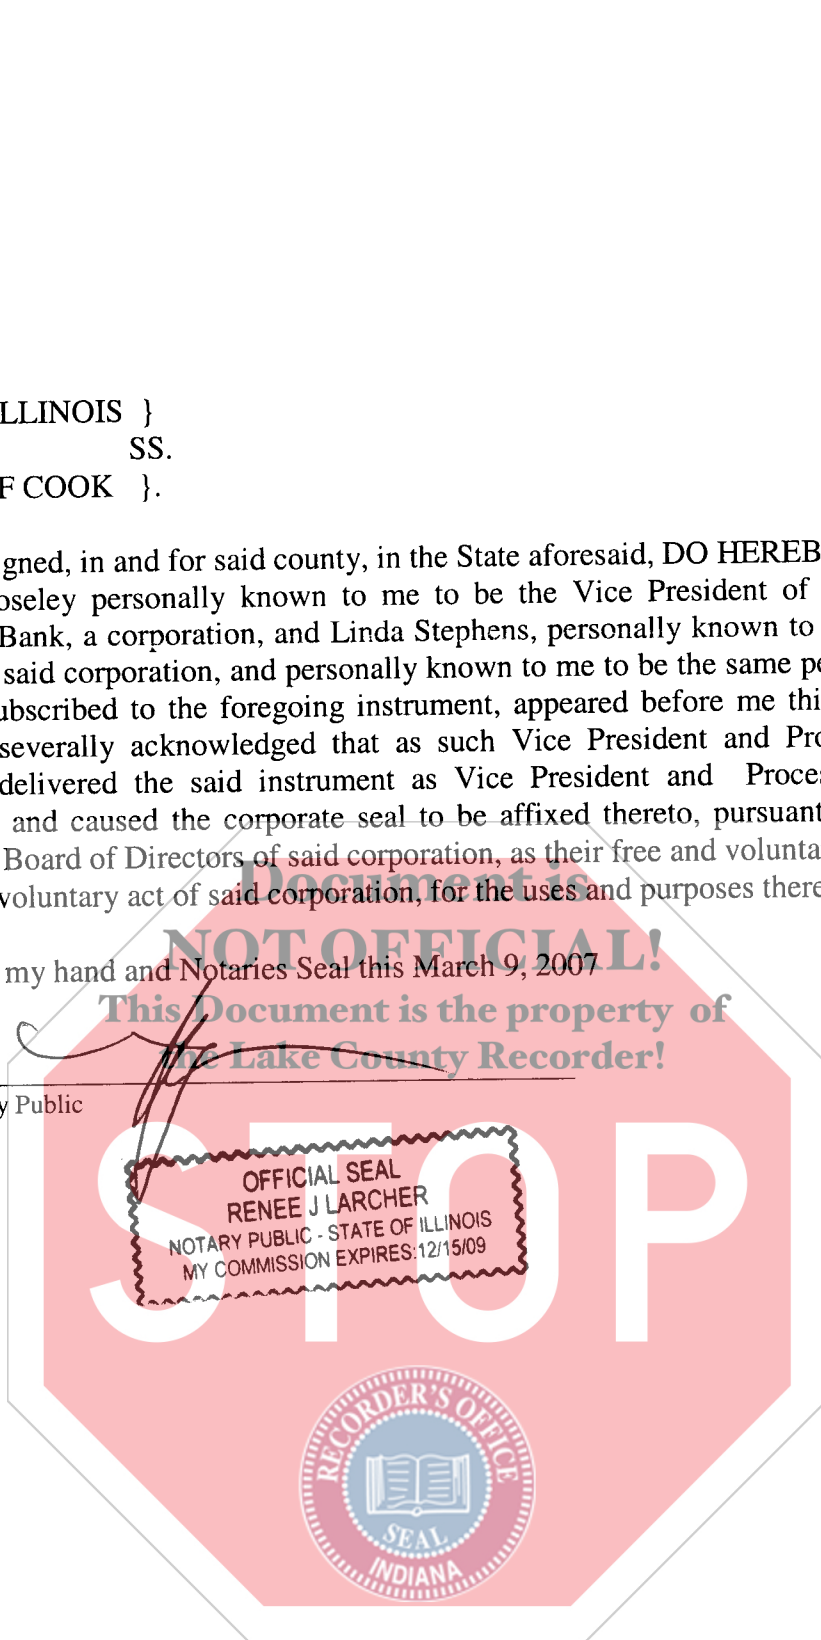 LLINOIS }
SS.
F COOK }.
gned, in and for said county, in the State aforesaid, DO HEREB
oseley personally known to me to be the Vice President of
Bank, a corporation, and Linda Stephens, personally known to
said corporation, and personally known to me to be the same pe
ubscribed to the foregoing instrument, appeared before me thi
severally acknowledged that as such Vice President and Pro
delivered the said instrument as Vice President and Proce
and caused the corporate seal to be affixed thereto, pursuant
Board of Directors of said corporation, as their free and volunta
voluntary act of said corporation, for the uses and purposes there
Document is
NOT OFFICIAL!
my hand and Notaries Seal this March 9, 2007
This Document is the property of
the Lake County Recorder!
y Public
STOP
OFFICIAL SEAL
RENEE J LARCHER
NOTARY PUBLIC - STATE OF ILLINOIS
MY COMMISSION EXPIRES:12/15/09
RECORDER'S OFFICE
SEAL
INDIANA